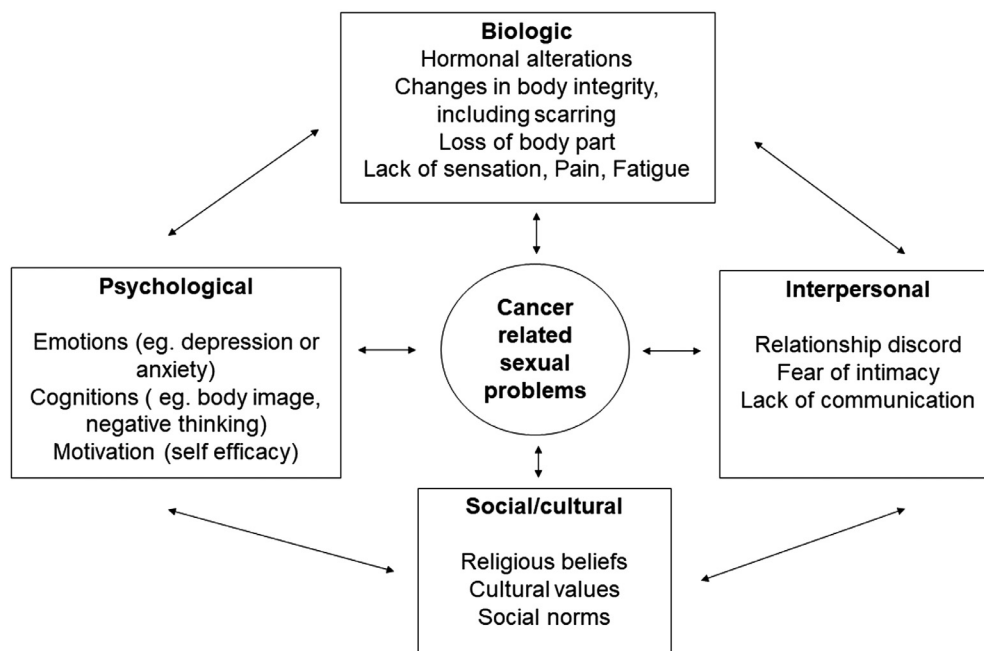 Biologic
Hormonal alterations
Changes in body integrity,
including scarring
Loss of body part
Lack of sensation, Pain, Fatigue
Psychological
Emotions (eg. depression or
anxiety)
Cognitions ( eg. body image,
negative thinking)
Motivation (self efficacy)
Cancer
related
sexual
problems
Interpersonal
Relationship discord
Fear of intimacy
Lack of communication
Social/cultural
Religious beliefs
Cultural values
Social norms